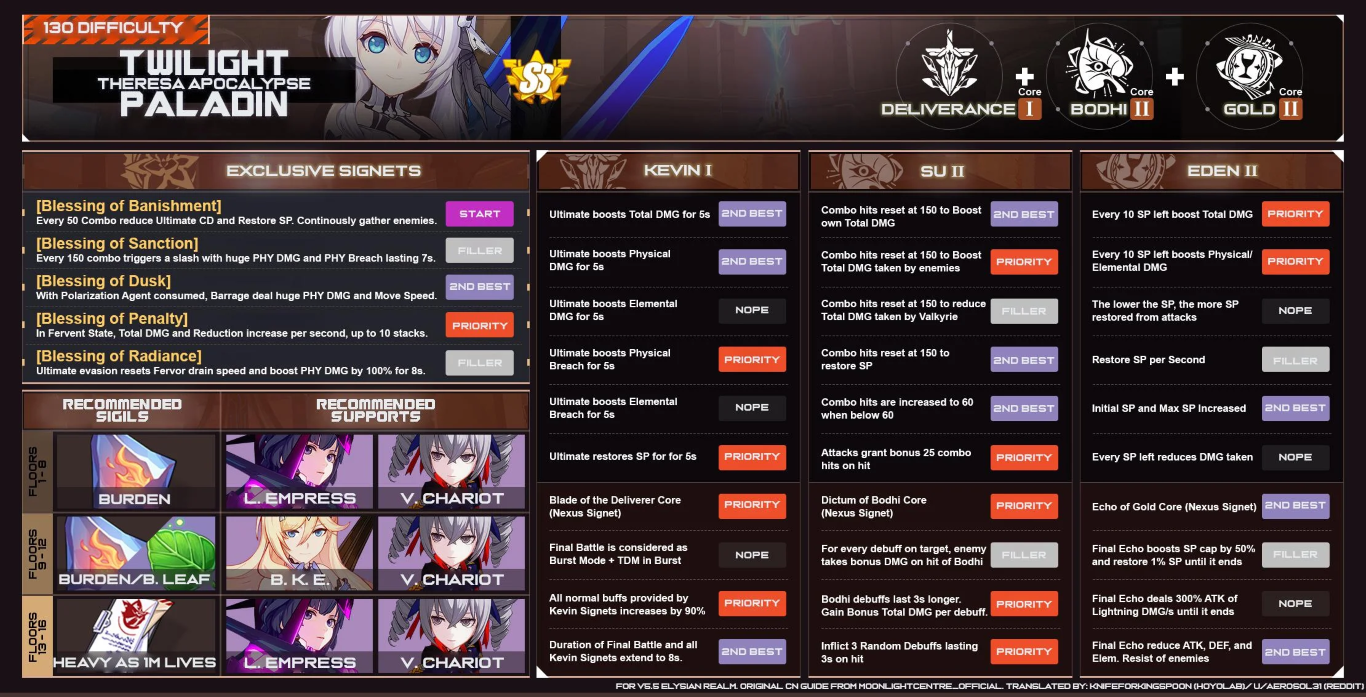 130 DIFFICULTY
TWILIGHT
THERESA APOCALYPSE
PALADIN
SS
DELIVERANCE I
+
Core
BODHI II
+
Core
GOLD II
EXCLUSIVE SIGNETS
[Blessing of Banishment]
Every 50 Combo reduce Ultimate CD and Restore SP. Continously gather enemies.
START
[Blessing of Sanction]
Every 150 combo triggers a slash with huge PHY DMG and PHY Breach lasting 7s.
FILLER
[Blessing of Dusk]
With Polarization Agent consumed, Barrage deal huge PHY DMG and Move Speed.
2ND BEST
[Blessing of Penalty]
In Fervent State, Total DMG and Reduction increase per second, up to 10 stacks.
PRIORITY
[Blessing of Radiance]
Ultimate evasion resets Fervor drain speed and boost PHY DMG by 100% for 8s.
FILLER
RECOMMENDED
SIGILS
RECOMMENDED
SUPPORTS
FLOORS
1-8
BURDEN
L. EMPRESS
V. CHARIOT
FLOORS
9-12
BURDEN/B. LEAF
B. K. E.
V. CHARIOT
FLOORS
13-16
HEAVY AS 1M LIVES
L. EMPRESS
V. CHARIOT
KEVIN I
Ultimate boosts Total DMG for 5s
2ND BEST
Ultimate boosts Physical
DMG for 5s
2ND BEST
Ultimate boosts Elemental
DMG for 5s
NOPE
Ultimate boosts Physical
Breach for 5s
PRIORITY
Ultimate boosts Elemental
Breach for 5s
NOPE
Ultimate restores SP for for 5s
PRIORITY
Blade of the Deliverer Core
(Nexus Signet)
PRIORITY
Final Battle is considered as
Burst Mode + TDM in Burst
NOPE
All normal buffs provided by
Kevin Signets increases by 90%
PRIORITY
Duration of Final Battle and all
Kevin Signets extend to 8s.
2ND BEST
SU II
Combo hits reset at 150 to Boost
own Total DMG
2ND BEST
Combo hits reset at 150 to Boost
Total DMG taken by enemies
PRIORITY
Combo hits reset at 150 to reduce
Total DMG taken by Valkyrie
FILLER
Combo hits reset at 150 to
restore SP
2ND BEST
Combo hits are increased to 60
when below 60
2ND BEST
Attacks grant bonus 25 combo
hits on hit
PRIORITY
Dictum of Bodhi Core
(Nexus Signet)
PRIORITY
For every debuff on target, enemy
takes bonus DMG on hit of Bodhi
FILLER
Bodhi debuffs last 3s longer.
Gain Bonus Total DMG per debuff.
PRIORITY
Inflict 3 Random Debuffs lasting
3s on hit
PRIORITY
EDEN II
Every 10 SP left boost Total DMG
PRIORITY
Every 10 SP left boosts Physical/
Elemental DMG
PRIORITY
The lower the SP, the more SP
restored from attacks
NOPE
Restore SP per Second
FILLER
Initial SP and Max SP Increased
2ND BEST
Every SP left reduces DMG taken
NOPE
Echo of Gold Core (Nexus Signet)
2ND BEST
Final Echo boosts SP cap by 50%
and restore 1% SP until it ends
FILLER
Final Echo deals 300% ATK of
Lightning DMG/s until it ends
NOPE
Final Echo reduce ATK, DEF, and
Elem. Resist of enemies
2ND BEST
FOR V5.5 ELYSIAN REALM. ORIGINAL CN GUIDE FROM MOONLIGHTCENTRE_OFFICIAL. TRANSLATED BY: KNIFEFORKINGSPOON (HOYOLAB)/U/AEROSOL31 (REDDIT)